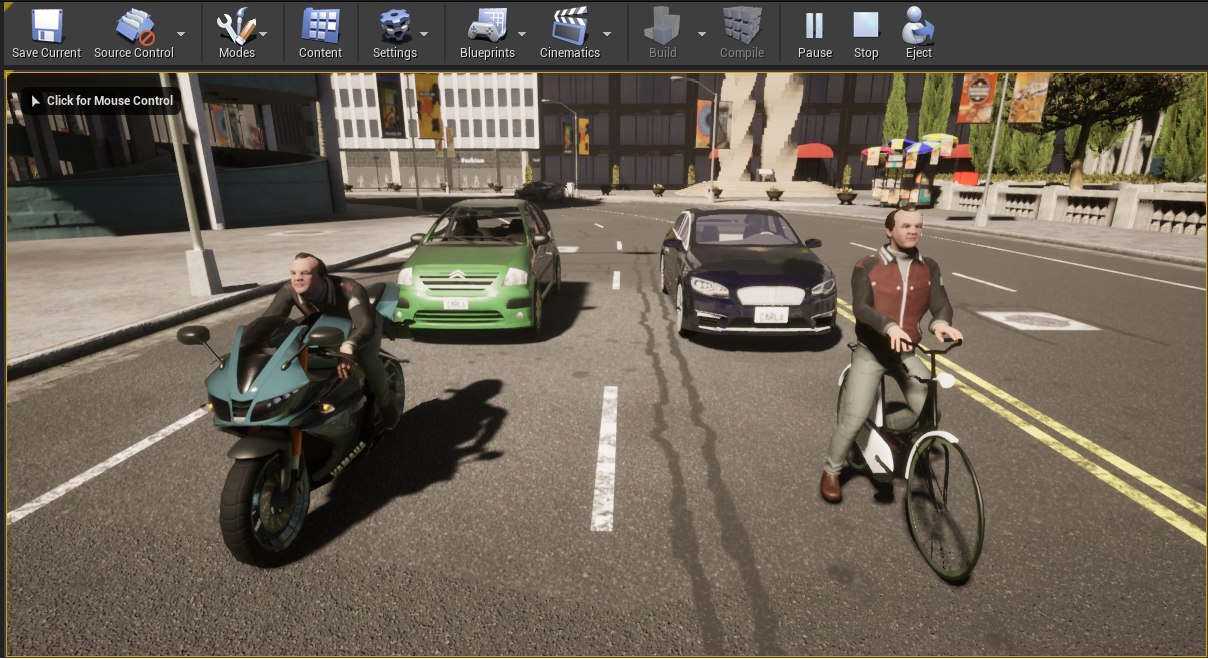 Save Current
Source Control
Modes
Content
Settings
Blueprints
Cinematics
Build
Compile
Pause
Stop
Eject
Click for Mouse Control
Fashion
CARLA
CARLA
YAMAHA